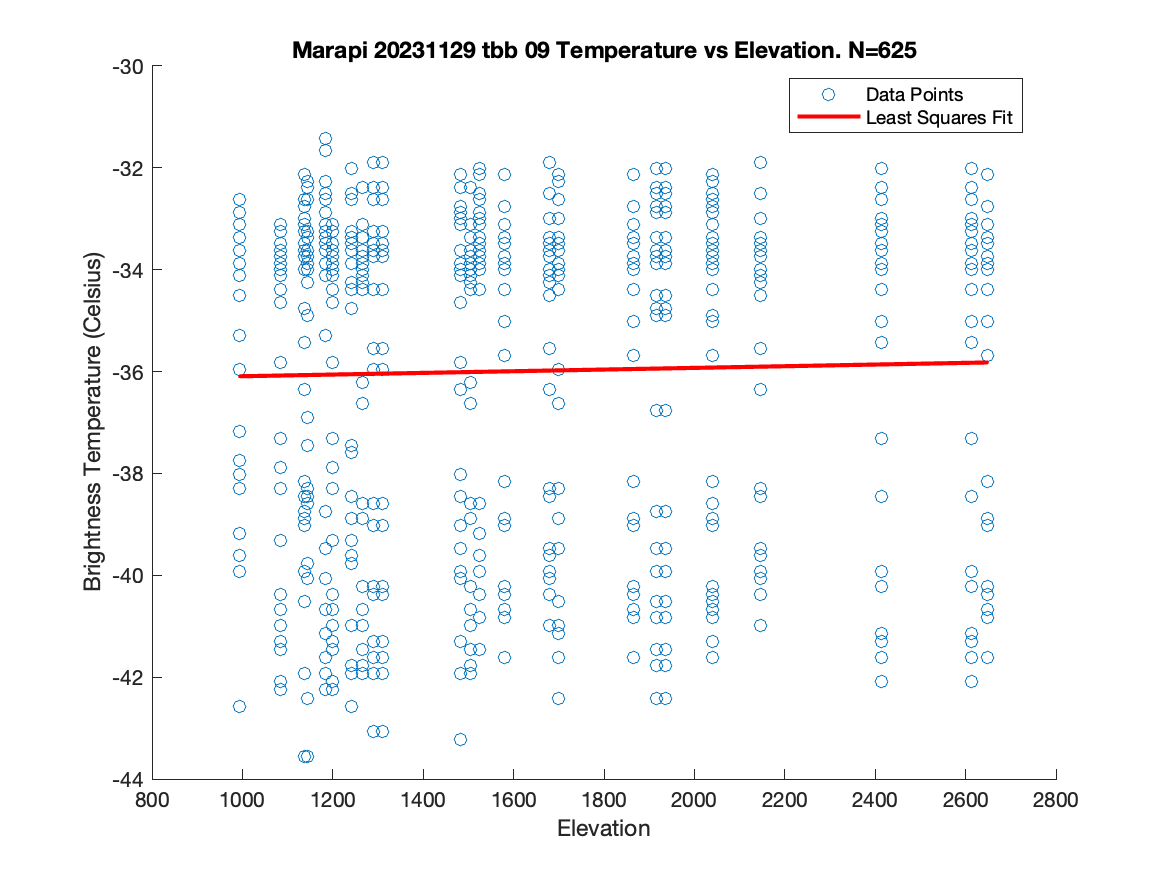 Marapi 20231129 tbb 09 Temperature vs Elevation. N=625
Data Points
Least Squares Fit
Brightness Temperature (Celsius)
-30
-32
-34
-36
-38
-40
-42
-44
800 1000 1200 1400 1600 1800 2000 2200 2400 2600 2800
Elevation